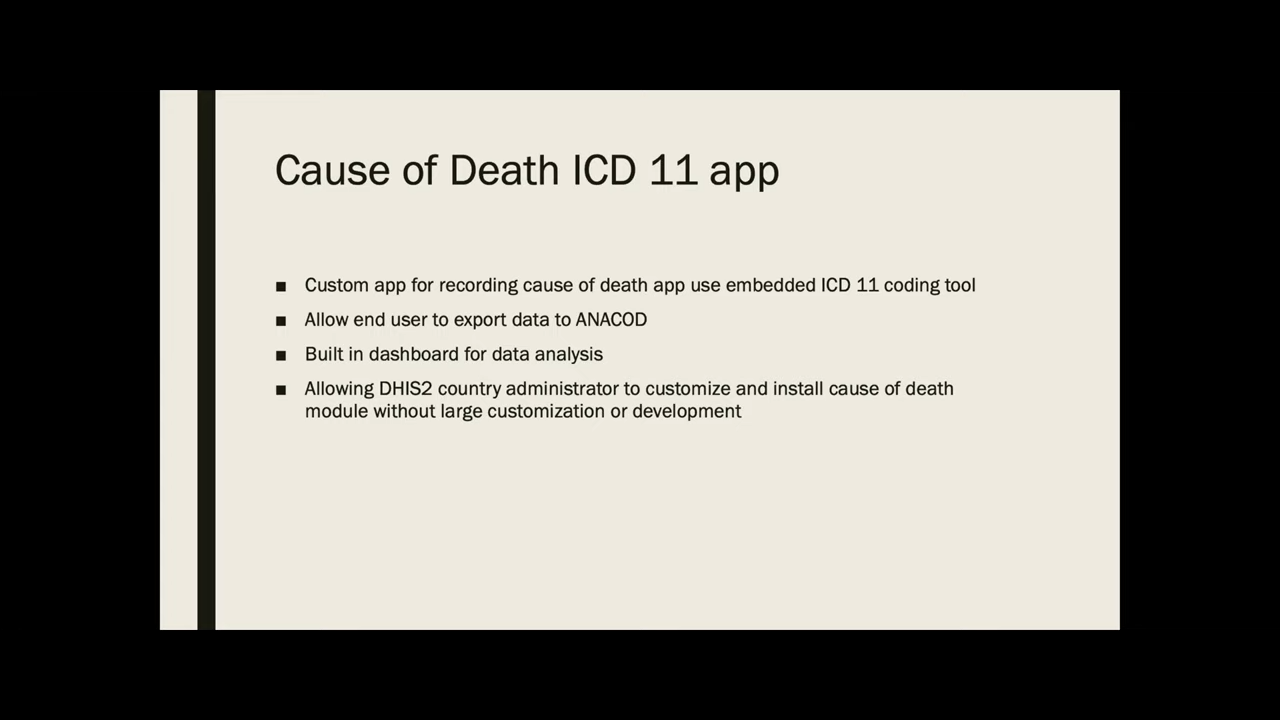 Cause of Death ICD 11 app
■ Custom app for recording cause of death app use embedded ICD 11 coding tool
■ Allow end user to export data to ANACOD
■ Built in dashboard for data analysis
■ Allowing DHIS2 country administrator to customize and install cause of death
module without large customization or development